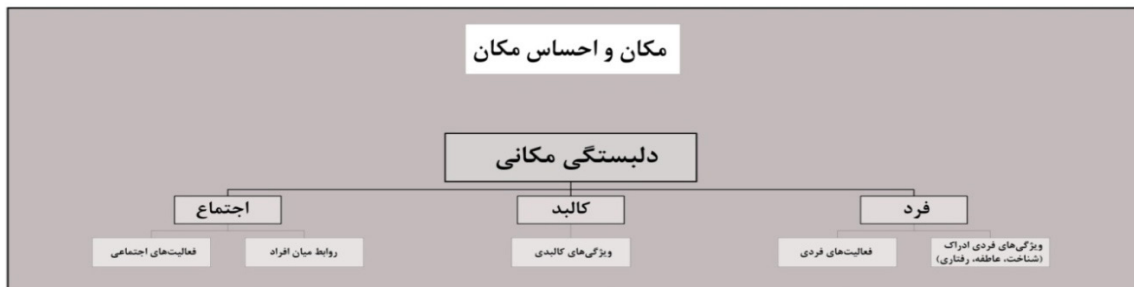 مکان و احساس مکان
دلبستگی مکانی
فرد
کالبد
اجتماع
ویژگی‌های فردی ادراک
(شناخت، عاطفه، رفتاری)
فعالیت‌های فردی
ویژگی‌های کالبدی
روابط میان افراد
فعالیت‌های اجتماعی